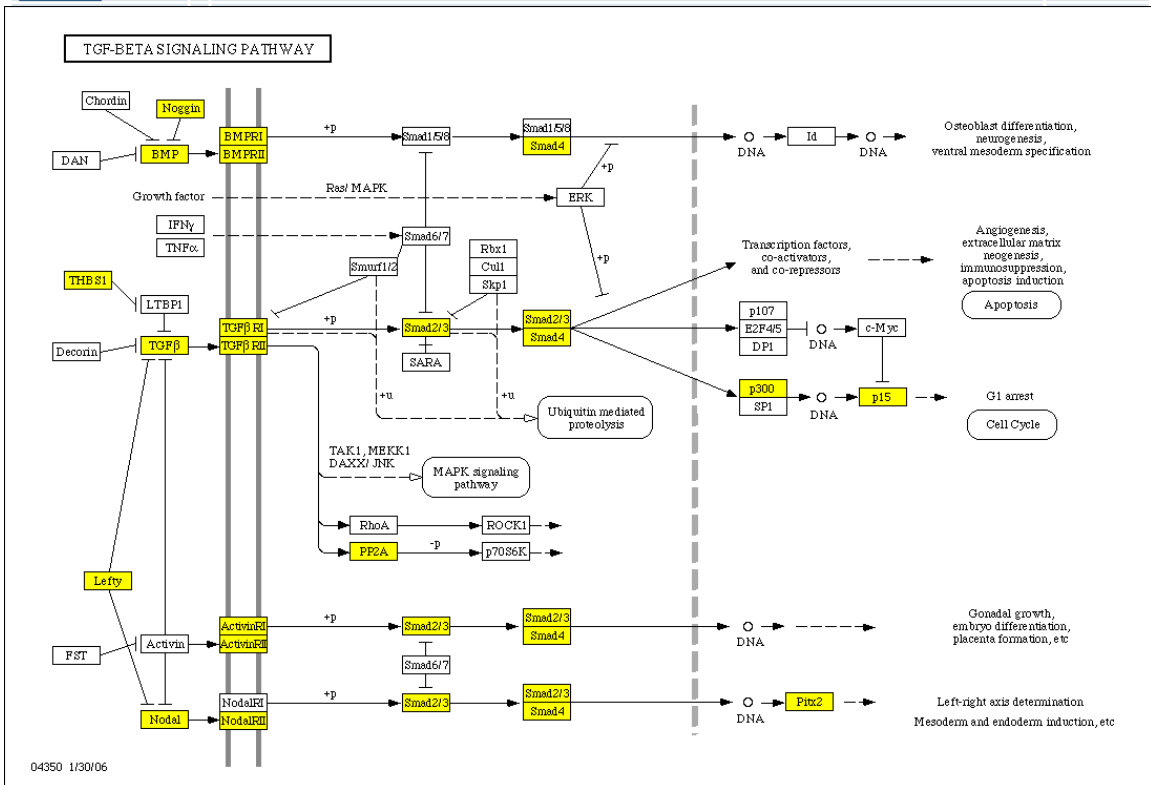 TGF-BETA SIGNALING PATHWAY
Chordin
Noggin
DAN
BMP
BMPRI
BMPRII
+p
Smad1/5/8
Smad1/5/8
Smad4
DNA
Id
DNA
Osteoblast differentiation,
neurogenesis,
ventral mesoderm specification
+p
Growth factor
Ras/ MAPK
ERK
IFNγ
TNFα
Smad6/7
Rbx1
Cul1
Skp1
Smurf1/2
+p
Transcription factors,
co-activators,
and co-repressors
Angiogenesis,
extracellular matrix
neogenesis,
immunosuppression,
apoptosis induction
Apoptosis
THBS1
LTBP1
Decorin
TGFβ
TGFβ RI
TGFβ RII
+p
Smad2/3
SARA
Smad2/3
Smad4
p107
E2F4/5
DP1
DNA
c-Myc
p300
SP1
DNA
p15
G1 arrest
Cell Cycle
+u
+u
Ubiquitin mediated
proteolysis
TAK1, MEKK1
DAXX/ JNK
MAPK signaling
pathway
RhoA
ROCK1
PP2A
-p
p70S6K
Lefty
FST
Activin
ActivinRI
ActivinRII
+p
Smad2/3
Smad2/3
Smad4
DNA
Gonadal growth,
embryo differentiation,
placenta formation, etc
Smad6/7
Nodal
NodalRI
NodalRII
+p
Smad2/3
Smad2/3
Smad4
DNA
Pitx2
Left-right axis determination
Mesoderm and endoderm induction, etc
04350 1/30/06